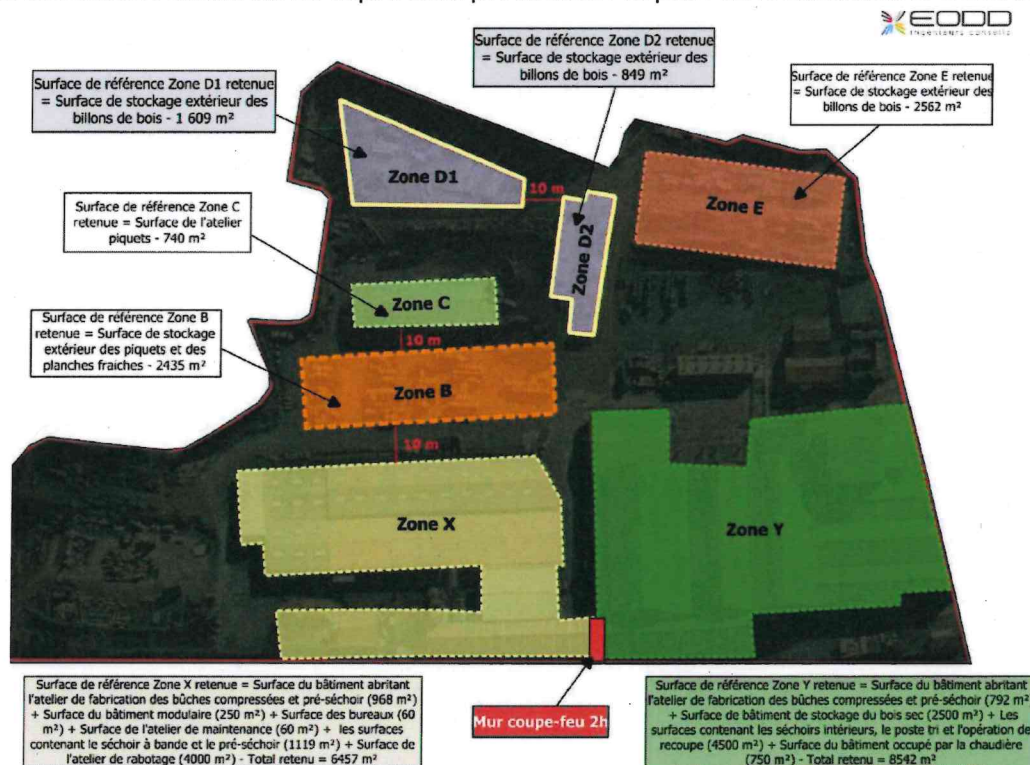 EODD
ingénieurs conseils
Surface de référence Zone D1 retenue
= Surface de stockage extérieur des
billons de bois - 1 609 m²
Surface de référence Zone D2 retenue
= Surface de stockage extérieur des
billons de bois - 849 m²
Surface de référence Zone E retenue
= Surface de stockage extérieur des
billons de bois - 2562 m²
Zone D1
10 m
Zone D2
Zone E
Surface de référence Zone C
retenue = Surface de l'atelier
piquets - 740 m²
Zone C
Surface de référence Zone B
retenue = Surface de stockage
extérieur des piquets et des
planches fraiches - 2435 m²
10 m
Zone B
10 m
Zone X
Zone Y
Surface de référence Zone X retenue = Surface du bâtiment abritant
l'atelier de fabrication des bûches compressées et pré-séchoir (968 m²)
+ Surface du bâtiment modulaire (250 m²) + Surface des bureaux (60
m²) + Surface de l'atelier de maintenance (60 m²) + les surfaces
contenant le séchoir à bande et le pré-séchoir (1119 m²) + Surface de
l'atelier de rabotage (4000 m²) - Total retenu = 6457 m²
Mur coupe-feu 2h
Surface de référence Zone Y retenue = Surface du bâtiment abritant
l'atelier de fabrication des bûches compressées et pré-séchoir (792 m²)
+ Surface de bâtiment de stockage du bois sec (2500 m²) + Les
surfaces contenant les séchoirs intérieurs, le poste tri et l'opération de
recoupe (4500 m²) + Surface du bâtiment occupé par la chaudière
(750 m²) - Total retenu = 8542 m²